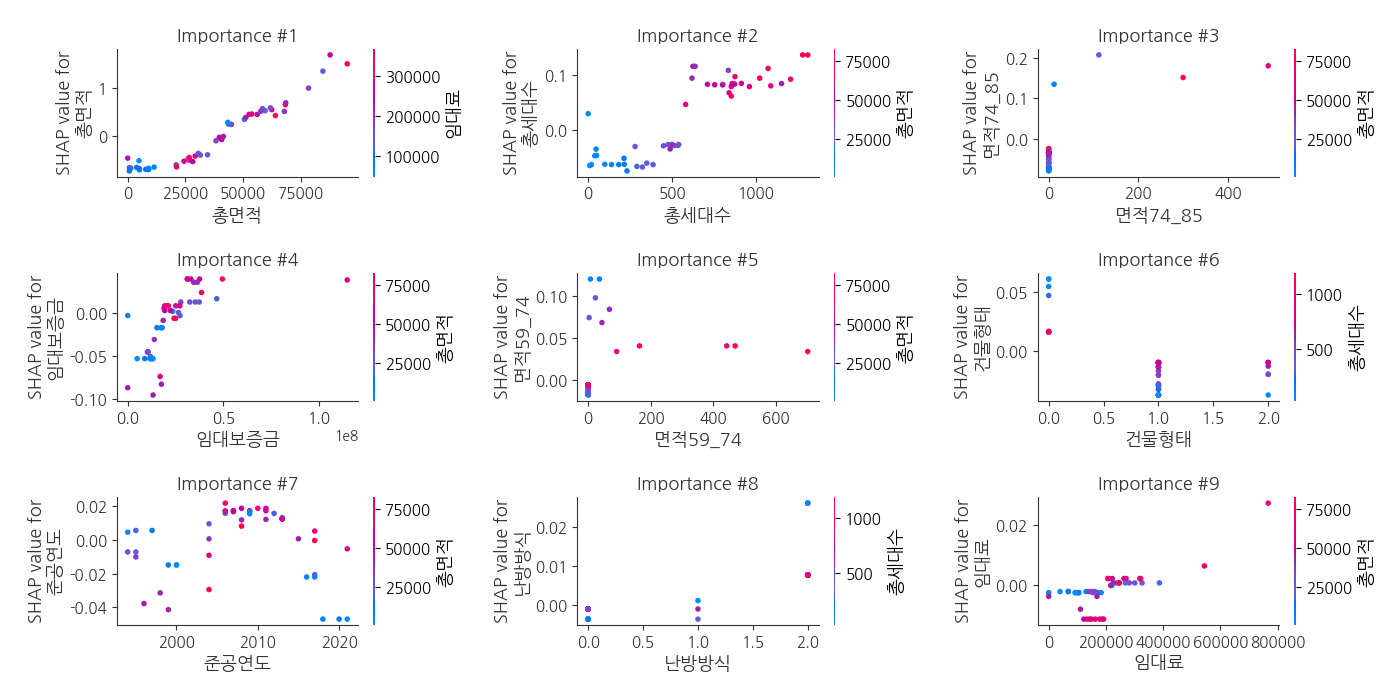 Importance #1
SHAP value for
총면적
1
0
0
25000
50000
75000
총면적
300000
200000
100000
임대료
Importance #2
SHAP value for
총세대수
0.1
0.0
0
500
1000
총세대수
75000
50000
25000
총면적
Importance #3
SHAP value for
면적74_85
0.2
0.1
0.0
0
200
400
면적74_85
75000
50000
25000
총면적
Importance #4
SHAP value for
임대보증금
0.00
-0.05
-0.10
0.0
0.5
1.0
1e8
임대보증금
75000
50000
25000
총면적
Importance #5
SHAP value for
면적59_74
0.10
0.05
0.00
0
200
400
600
면적59_74
75000
50000
25000
총면적
Importance #6
SHAP value for
건물형태
0.05
0.00
0.0
0.5
1.0
1.5
2.0
건물형태
1000
500
총세대수
Importance #7
SHAP value for
준공연도
0.02
0.00
-0.02
-0.04
2000
2010
2020
준공연도
75000
50000
25000
총면적
Importance #8
SHAP value for
난방방식
0.02
0.01
0.00
0.0
0.5
1.0
1.5
2.0
난방방식
1000
500
총세대수
Importance #9
SHAP value for
임대료
0.02
0.00
0
200000
400000
600000
800000
임대료
75000
50000
25000
총면적